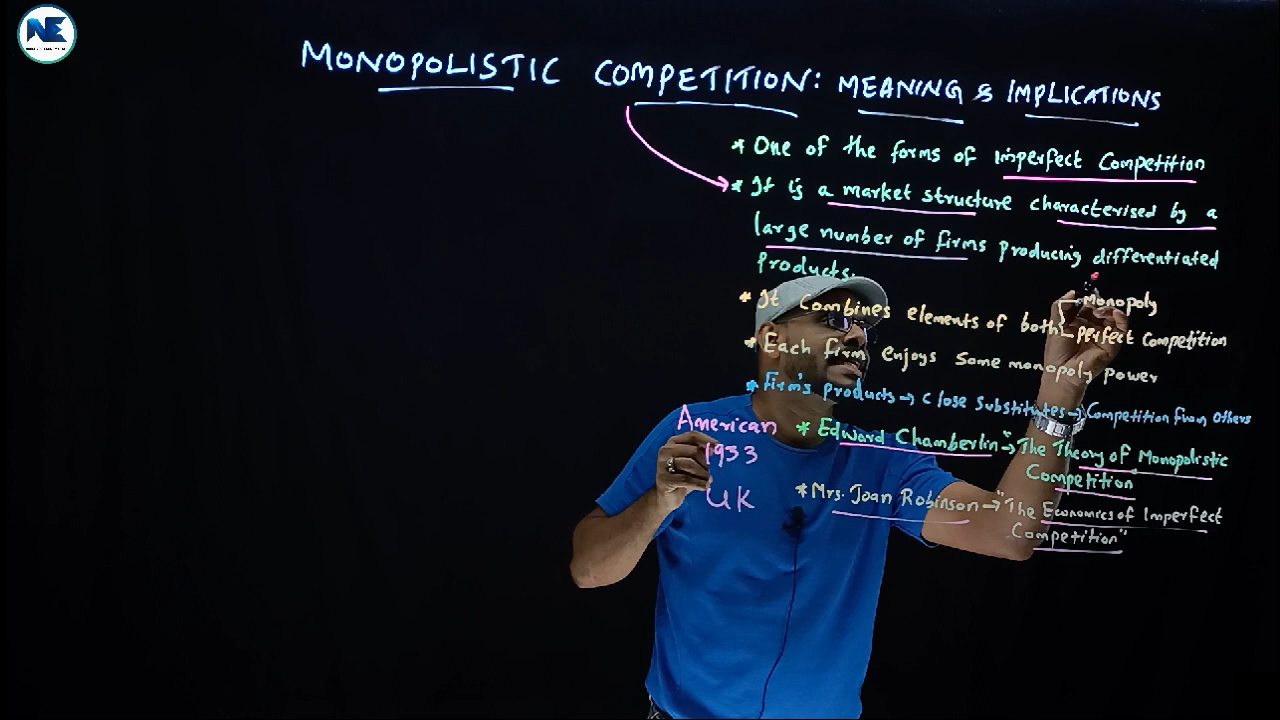 NE
MONOPOLISTIC COMPETITION: MEANING & IMPLICATIONS
* One of the forms of imperfect Competition
* It is a market structure characterised by a
large number of firms producing differentiated
products.
* It combines elements of both monopoly
perfect Competition
* Each firm enjoys some monopoly power
* Firm's products → close substitutes → Competition from others
American * Edward Chamberlin → "The Theory of Monopolistic
1933 Competition
UK * Mrs. Joan Robinson → "The Economics of Imperfect
Competition"